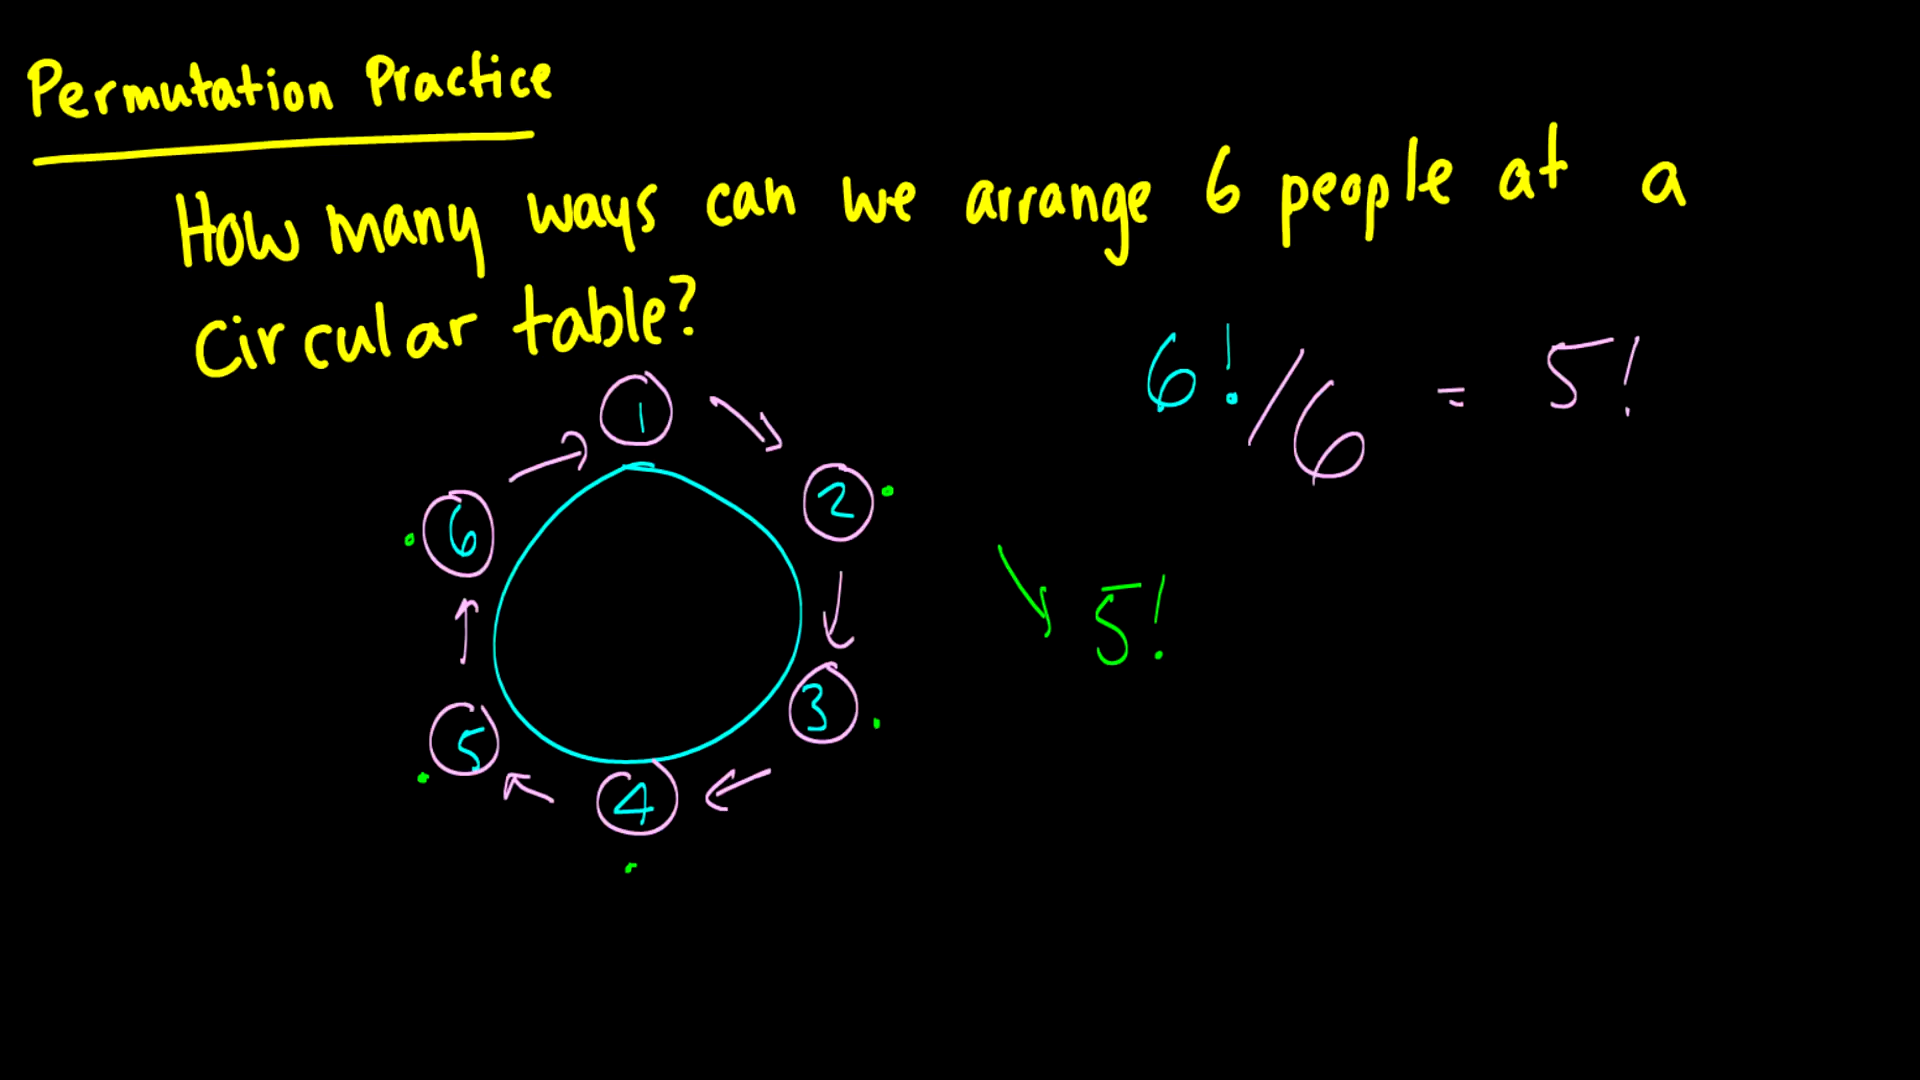 Permutation Practice
How many ways can we arrange 6 people at a
circular table?
6!/6 = 5!
1
2
6
5!
3
5
4